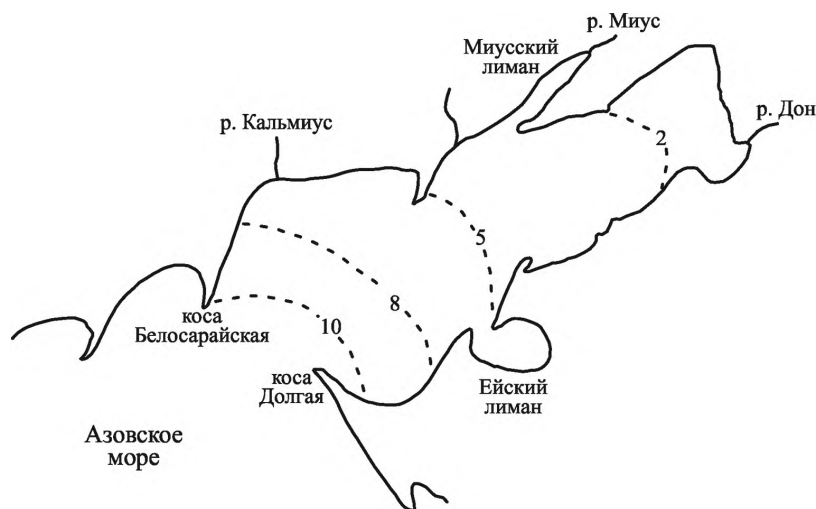 р. Миус
Миусский
лиман
р. Дон
р. Кальмиус
2
5
8
10
коса
Белосарайская
коса
Долгая
Ейский
лиман
Азовское
море